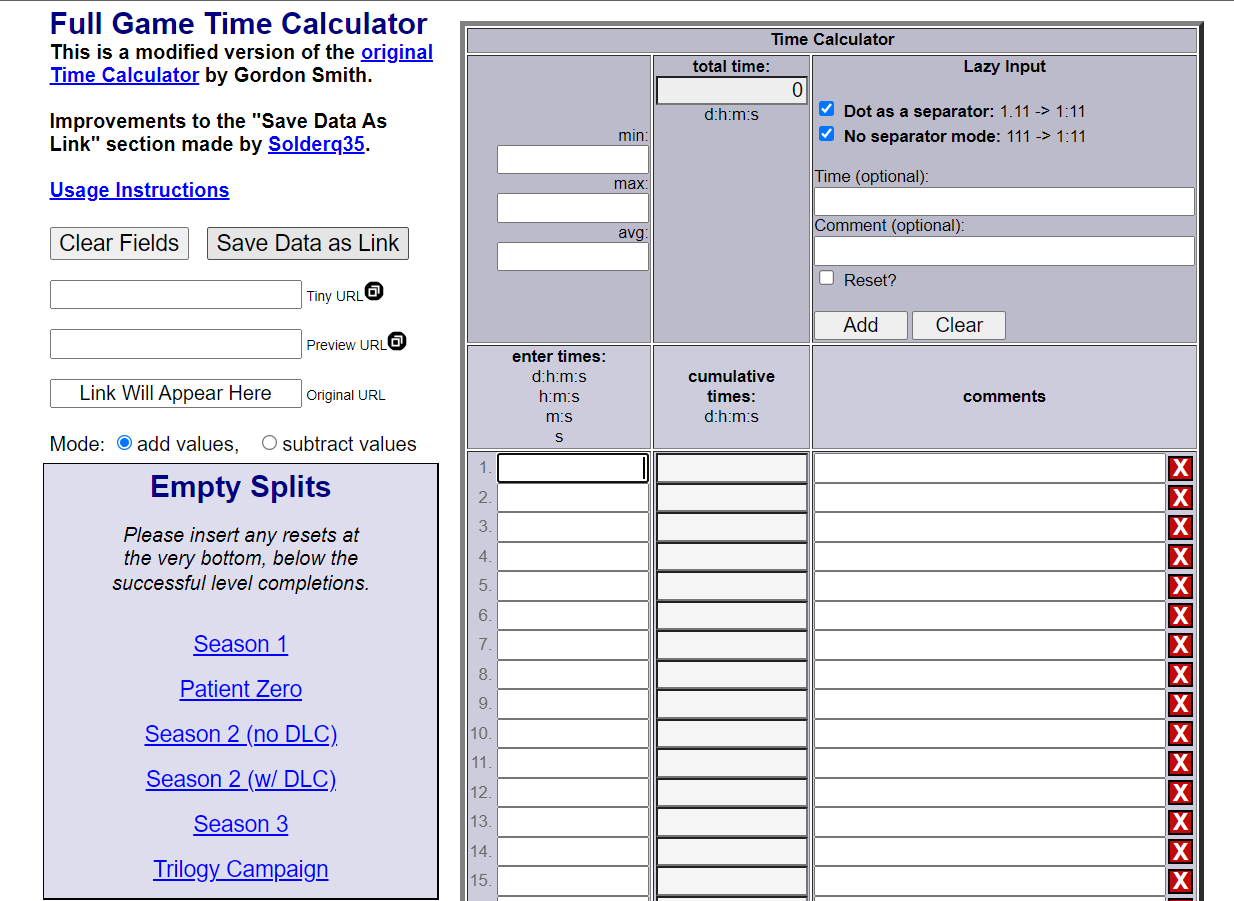 Full Game Time Calculator
This is a modified version of the original
Time Calculator by Gordon Smith.
Improvements to the "Save Data As
Link" section made by Solderq35.
Usage Instructions
Clear Fields
Save Data as Link
Tiny URL
Preview URL
Link Will Appear Here
Original URL
Mode: add values, subtract values
Empty Splits
Please insert any resets at
the very bottom, below the
successful level completions.
Season 1
Patient Zero
Season 2 (no DLC)
Season 2 (w/ DLC)
Season 3
Trilogy Campaign
Time Calculator
min:
max:
avg:
total time:
0
d:h:m:s
Lazy Input
Dot as a separator: 1.11 -> 1:11
No separator mode: 111 -> 1:11
Time (optional):
Comment (optional):
Reset?
Add
Clear
enter times:
d:h:m:s
h:m:s
m:s
s
cumulative
times:
d:h:m:s
comments
1. X
2. X
3. X
4. X
5. X
6. X
7. X
8. X
9. X
10. X
11. X
12. X
13. X
14. X
15. X